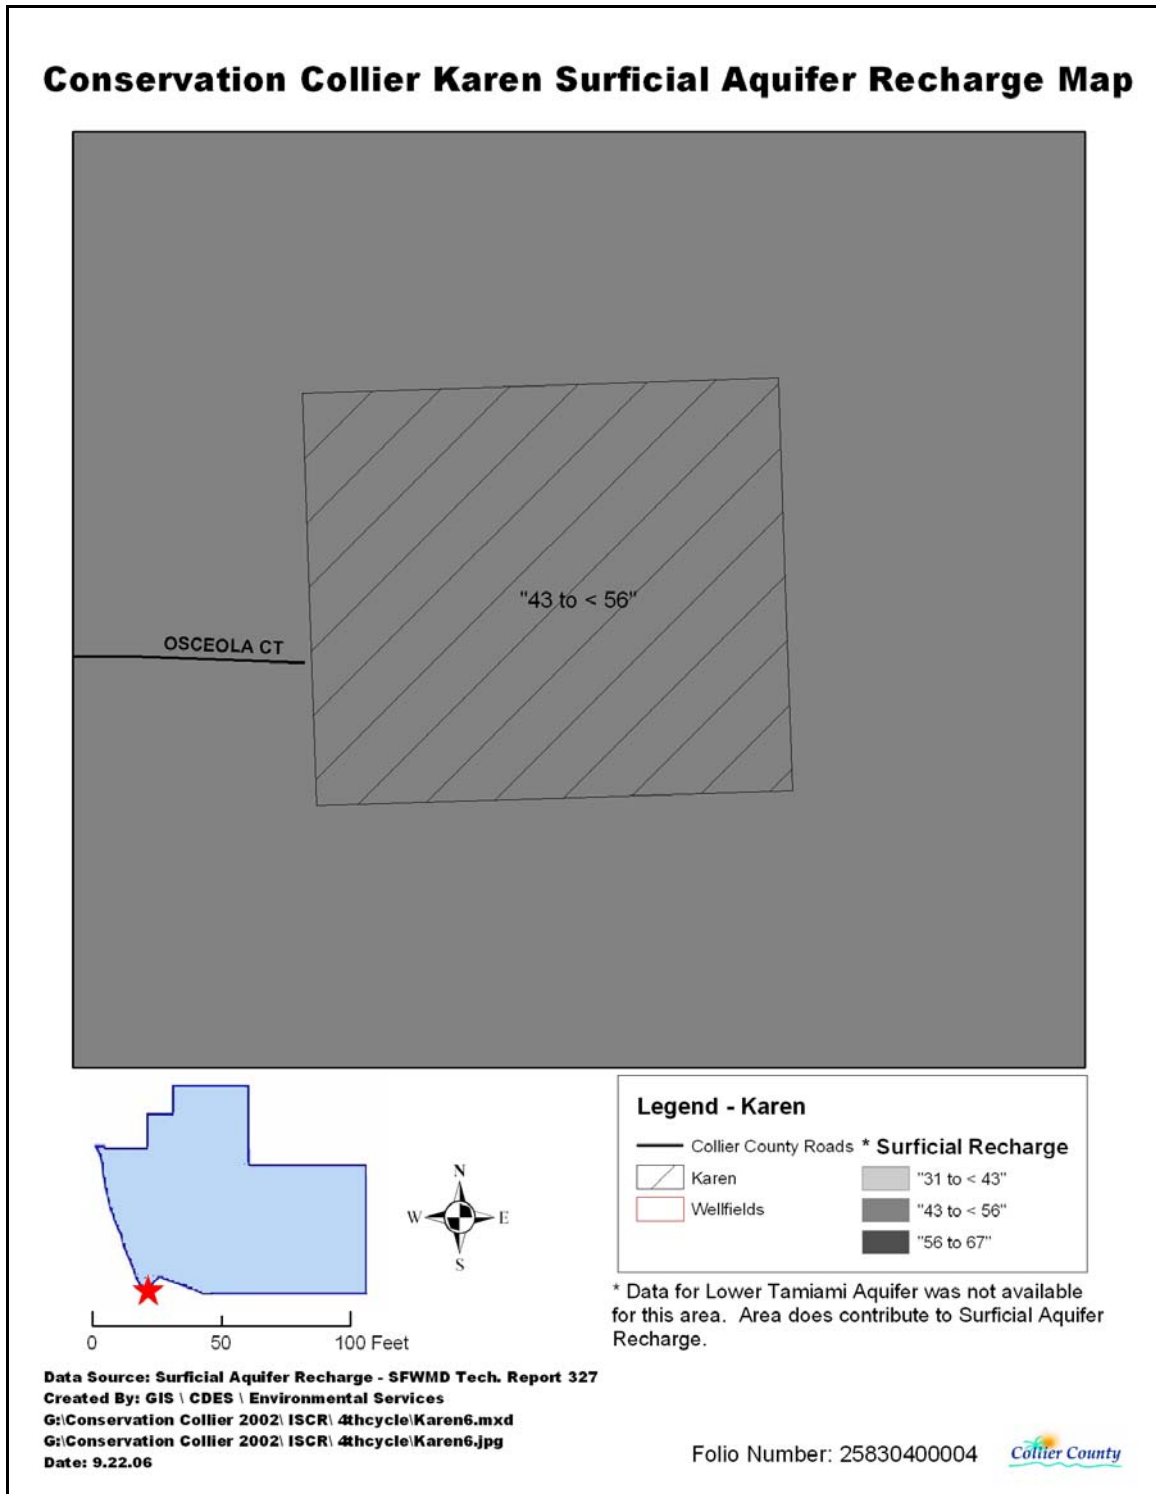 Conservation Collier Karen Surficial Aquifer Recharge Map
"43 to < 56"
OSCEOLA CT
Legend - Karen
Collier County Roads
Karen
Wellfields
* Surficial Recharge
"31 to < 43"
"43 to < 56"
"56 to 67"
N
W
E
S
0 50 100 Feet
* Data for Lower Tamiami Aquifer was not available
for this area. Area does contribute to Surficial Aquifer
Recharge.
Data Source: Surficial Aquifer Recharge - SFWMD Tech. Report 327
Created By: GIS \ CDES \ Environmental Services
G:\Conservation Collier 2002\ ISCR\ 4thcycle\Karen6.mxd
G:\Conservation Collier 2002\ ISCR\ 4thcycle\Karen6.jpg
Date: 9.22.06
Folio Number: 25830400004
Collier County